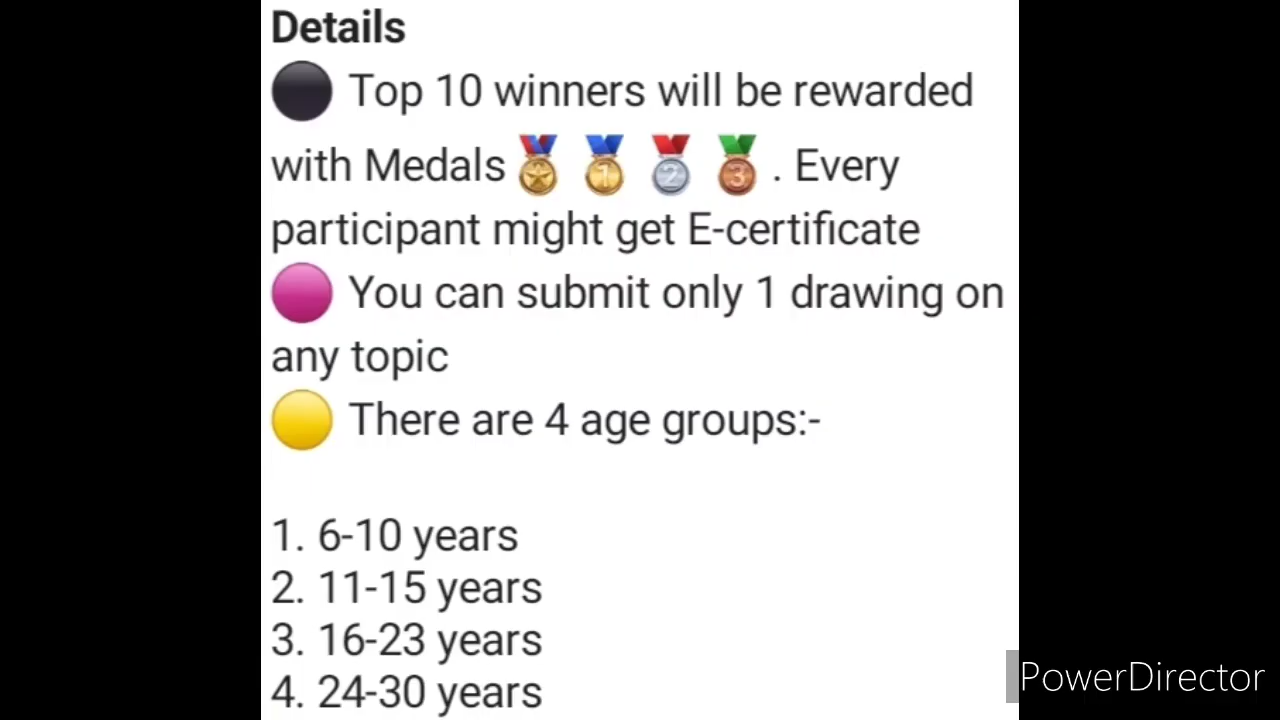 Details
⚫ Top 10 winners will be rewarded
with Medals🎖️🥇🥈🥉. Every
participant might get E-certificate
🔴 You can submit only 1 drawing on
any topic
🟡 There are 4 age groups:-
1. 6-10 years
2. 11-15 years
3. 16-23 years
4. 24-30 years
PowerDirector